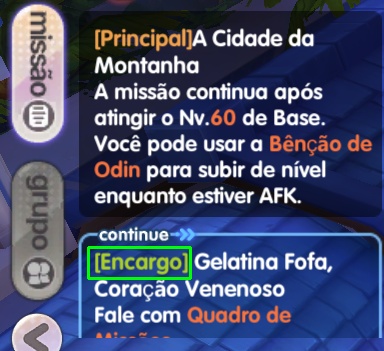 missão
grupo
[Principal]A Cidade da
Montanha
A missão continua após
atingir o Nv.60 de Base.
Você pode usar a Bênção de
Odin para subir de nível
enquanto estiver AFK.
continue
[Encargo] Gelatina Fofa,
Coração Venenoso
Fale com Quadro de
Missões